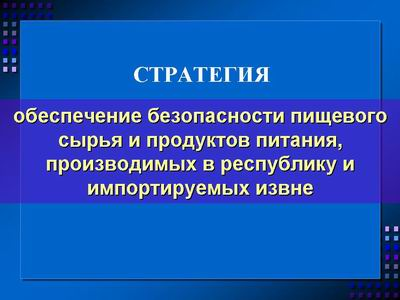 СТРАТЕГИЯ
обеспечение безопасности пищевого
сырья и продуктов питания,
производимых в республику и
импортируемых извне